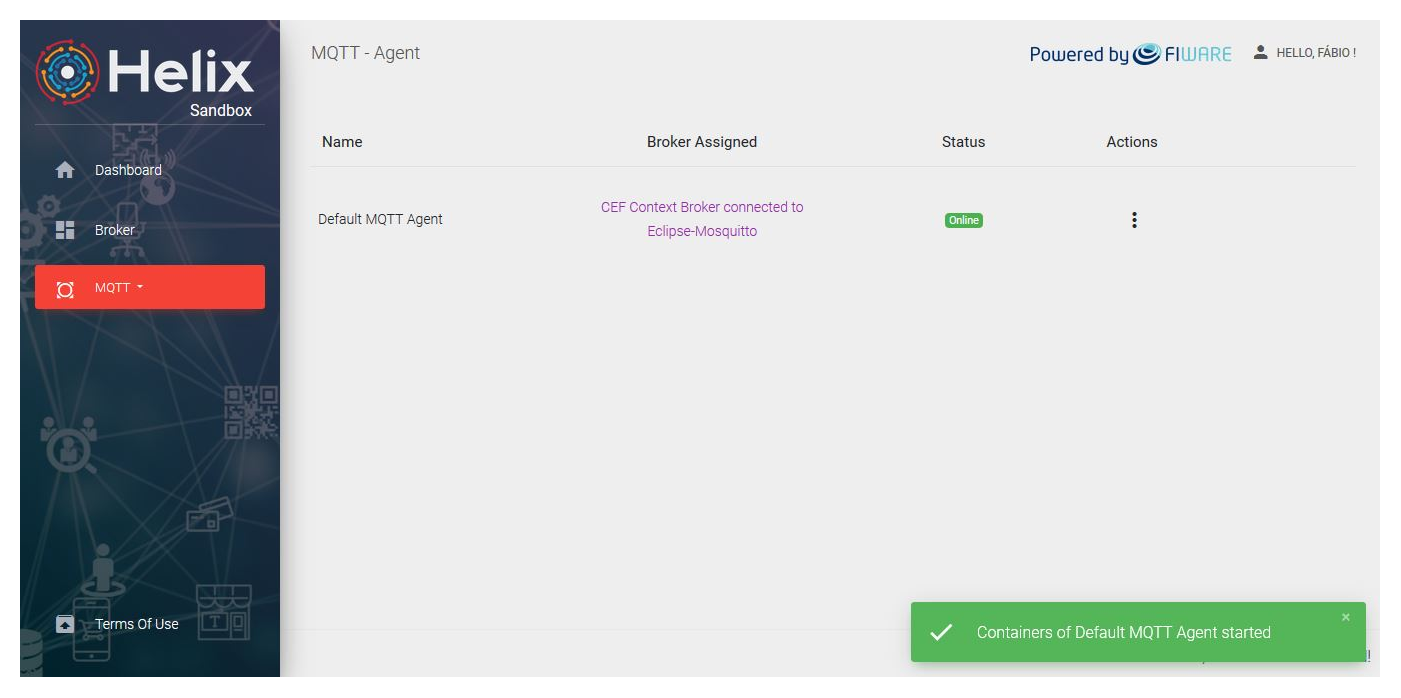 Helix
Sandbox
MQTT - Agent
Powered by FIWARE
HELLO, FÁBIO !
Name
Broker Assigned
Status
Actions
Dashboard
Default MQTT Agent
CEF Context Broker connected to
Eclipse-Mosquitto
Online
Broker
MQTT
Terms Of Use
Containers of Default MQTT Agent started
×